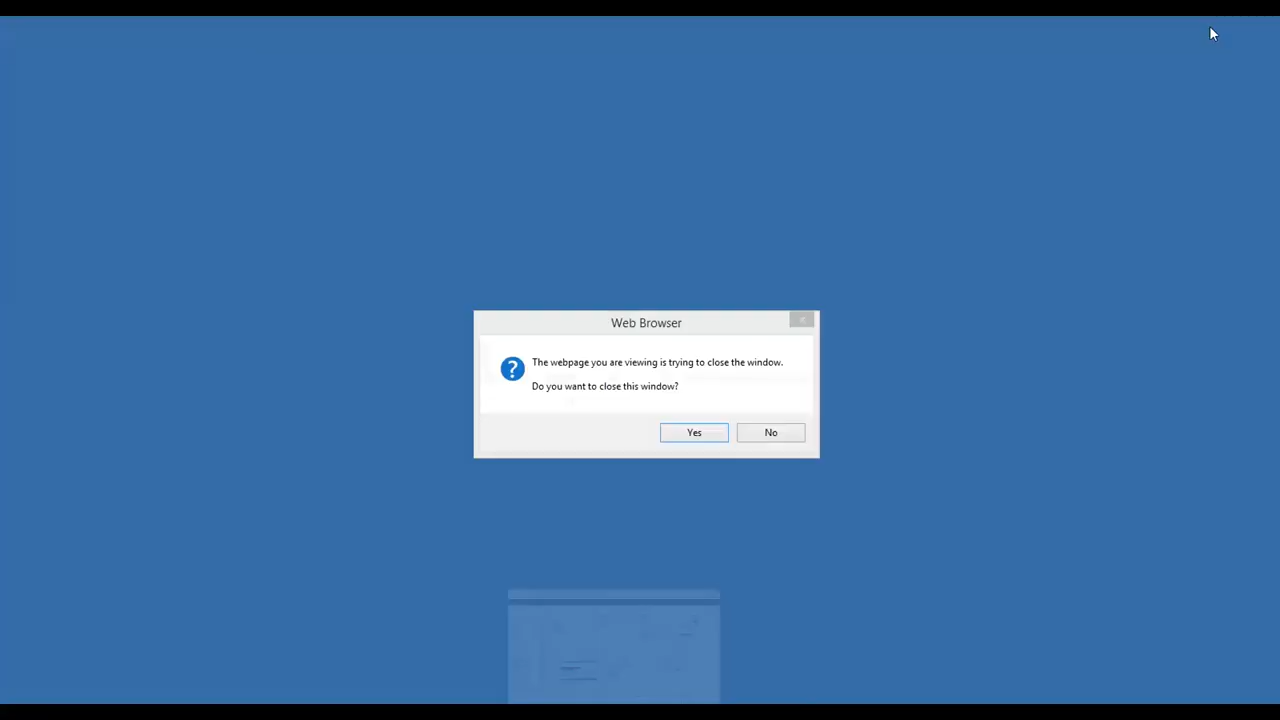 Web Browser
The webpage you are viewing is trying to close the window.
Do you want to close this window?
Yes
No